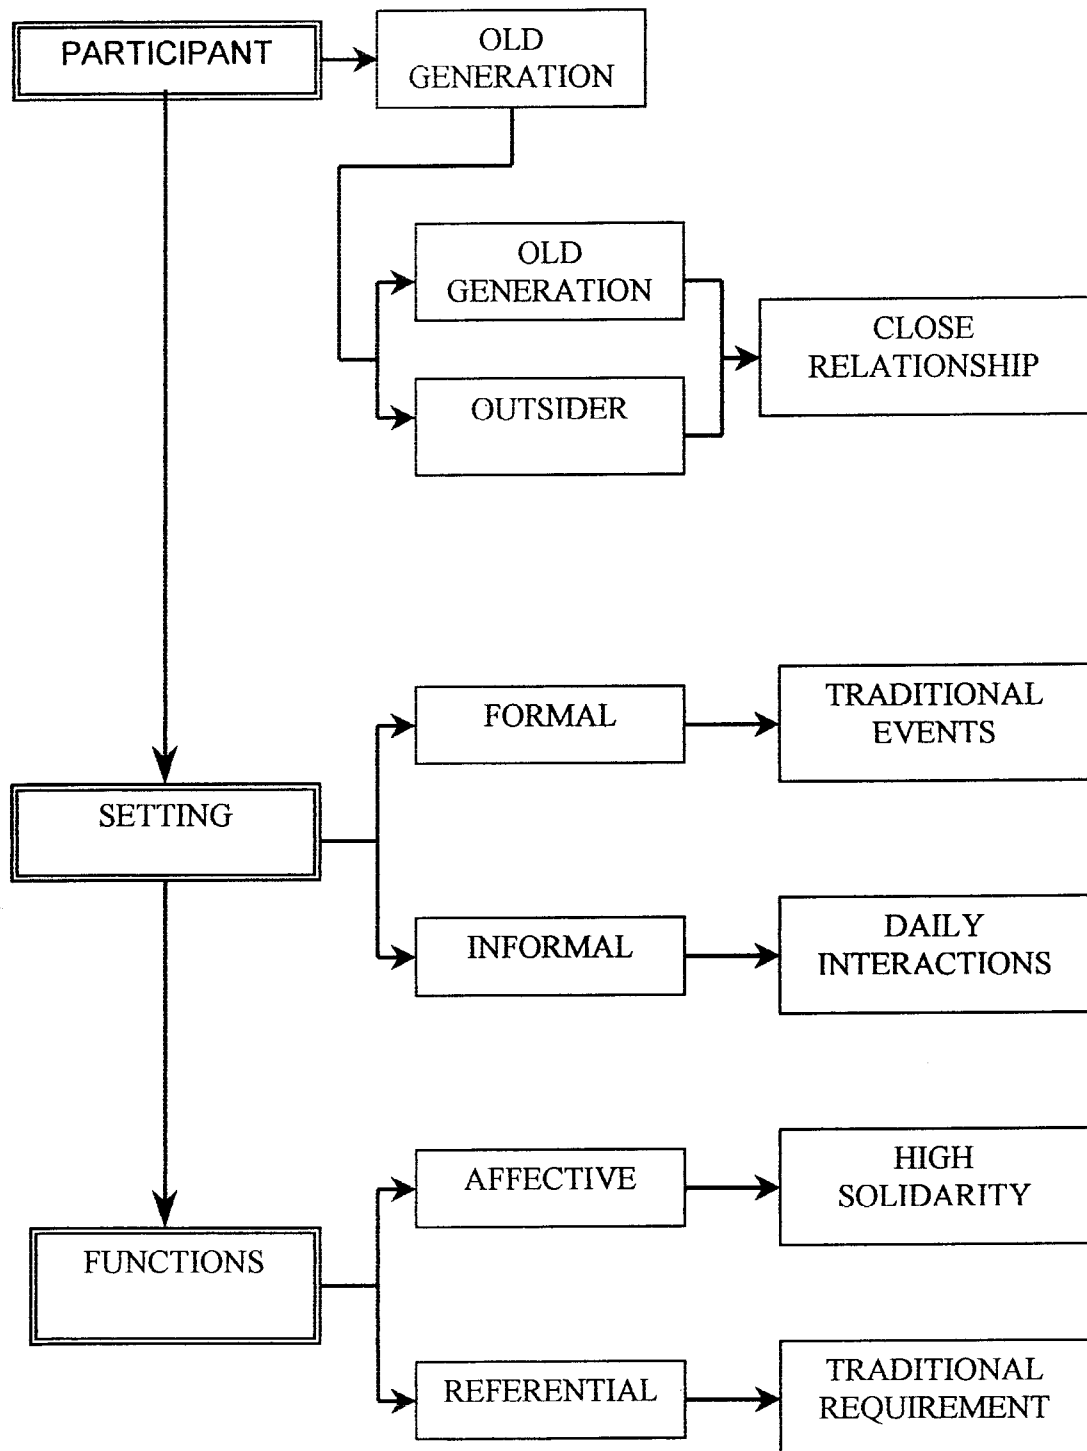 PARTICIPANT
OLD
GENERATION
OLD
GENERATION
OUTSIDER
CLOSE
RELATIONSHIP
FORMAL
TRADITIONAL
EVENTS
SETTING
INFORMAL
DAILY
INTERACTIONS
AFFECTIVE
HIGH
SOLIDARITY
FUNCTIONS
REFERENTIAL
TRADITIONAL
REQUIREMENT